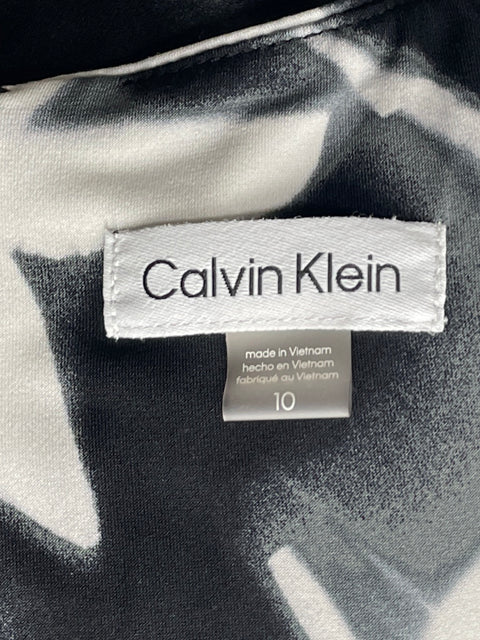 Calvin Klein
made in Vietnam
hecho en Vietnam
fabriqué au Vietnam
10